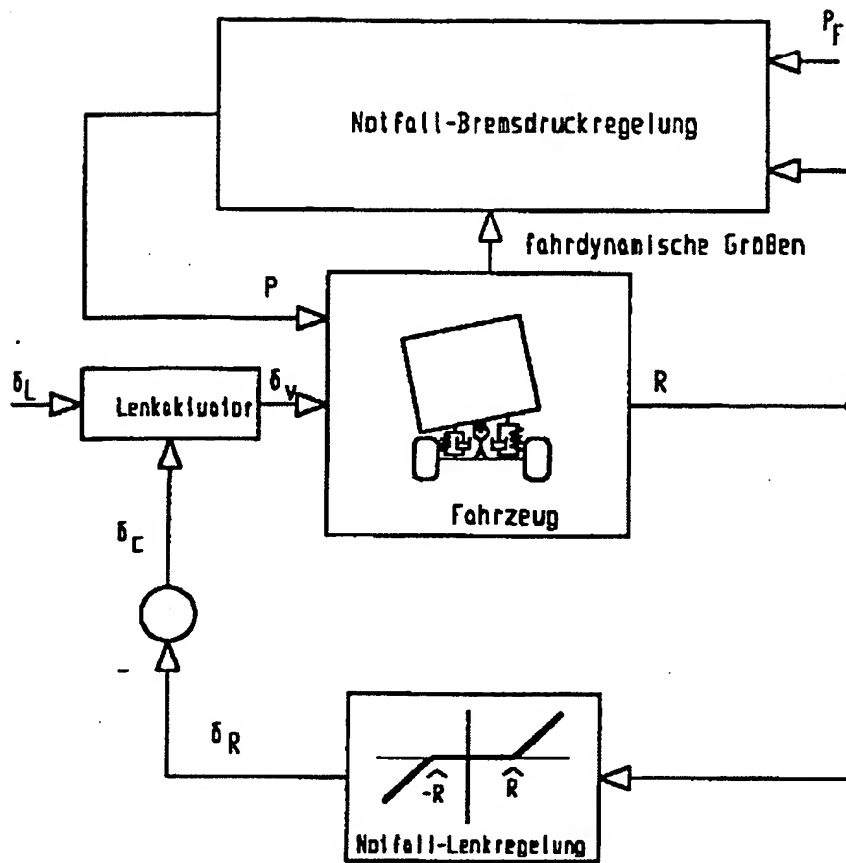 P_F
Notfall-Bremsdruckregelung
fahrdynamische Größen
P
δ_L
Lenkaktuator
δ_v
R
Fahrzeug
δ_C
-
δ_R
-R̂
R̂
Notfall-Lenkregelung